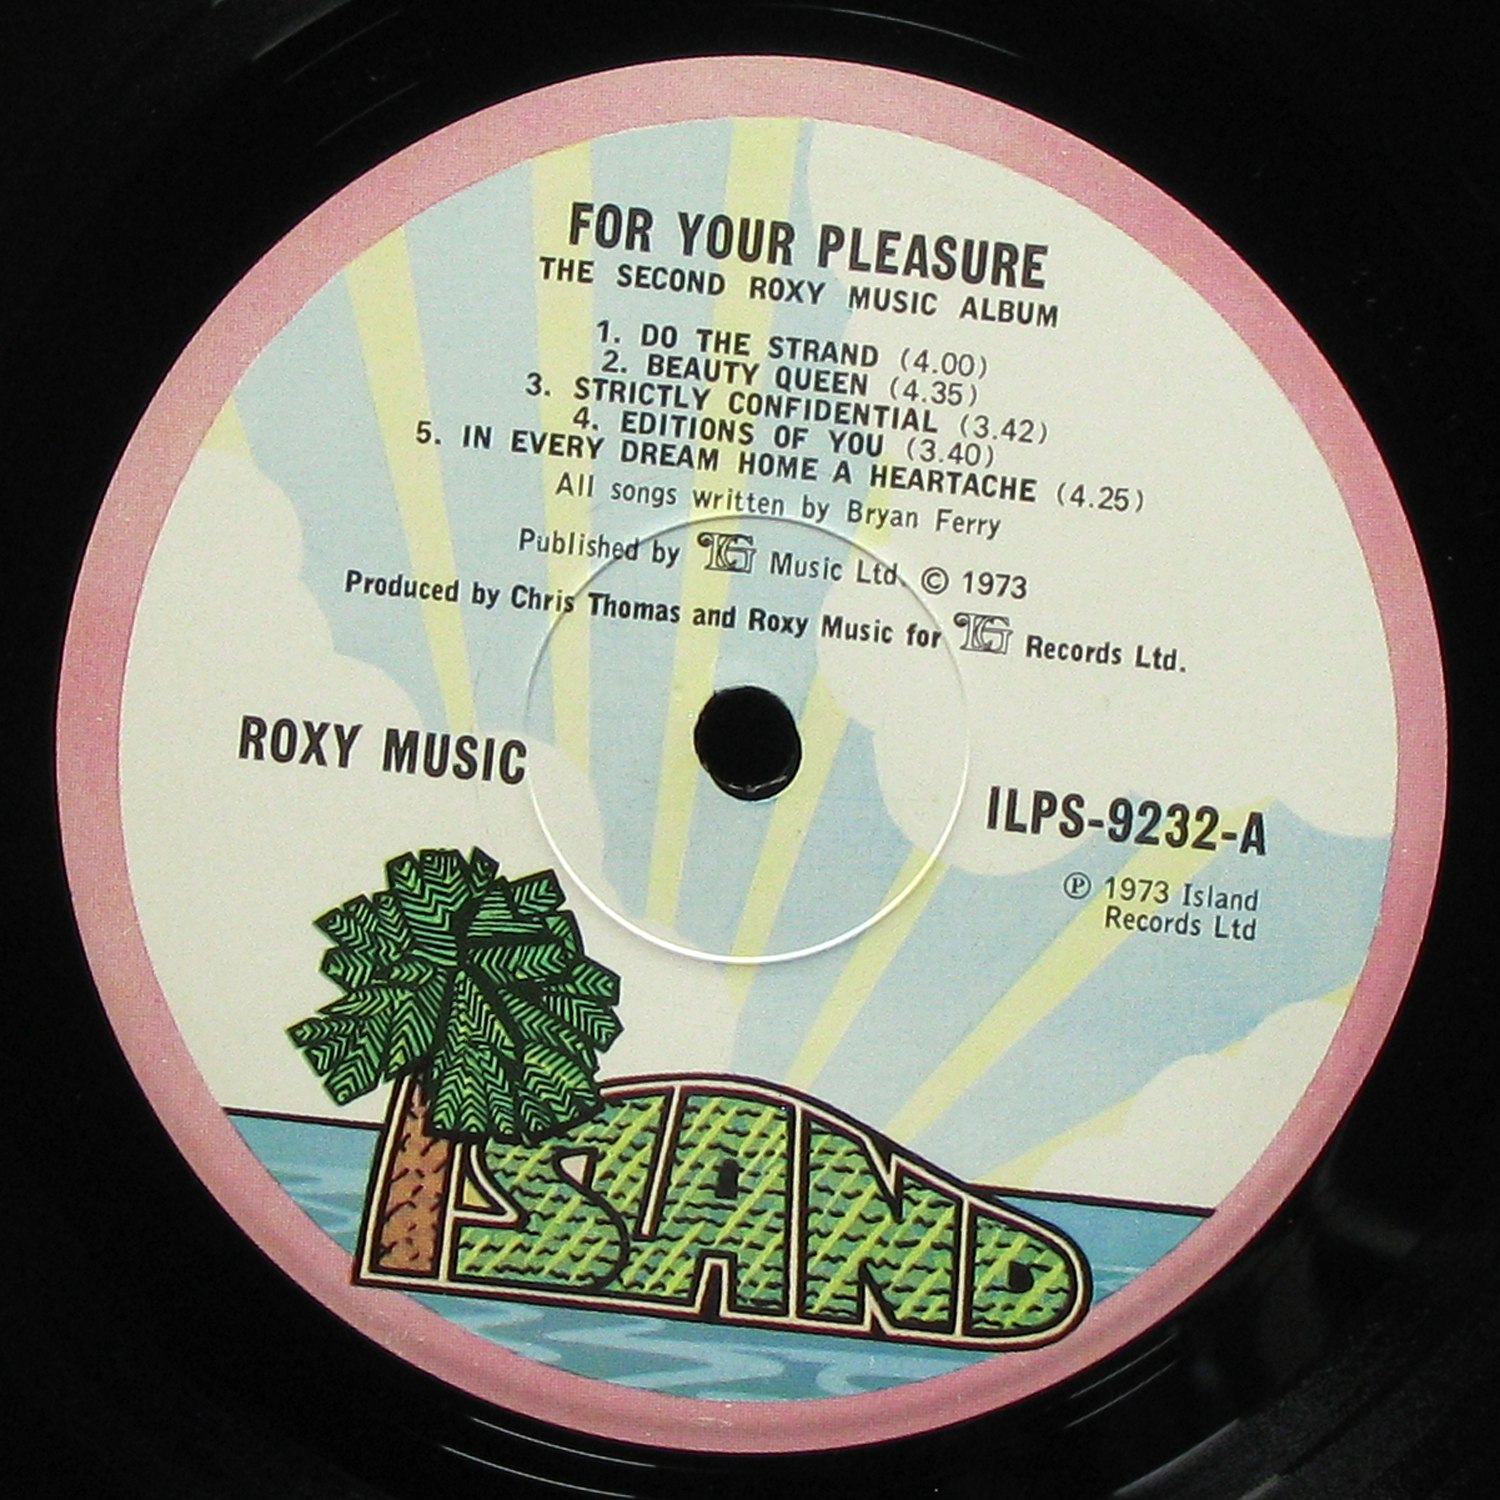 FOR YOUR PLEASURE
THE SECOND ROXY MUSIC ALBUM
1. DO THE STRAND (4.00)
2. BEAUTY QUEEN (4.35)
3. STRICTLY CONFIDENTIAL (3.42)
4. EDITIONS OF YOU (3.40)
5. IN EVERY DREAM HOME A HEARTACHE (4.25)
All songs written by Bryan Ferry
Published by EG Music Ltd. © 1973
Produced by Chris Thomas and Roxy Music for EG Records Ltd.
ROXY MUSIC
ILPS-9232-A
℗ 1973 Island
Records Ltd
ISLAND